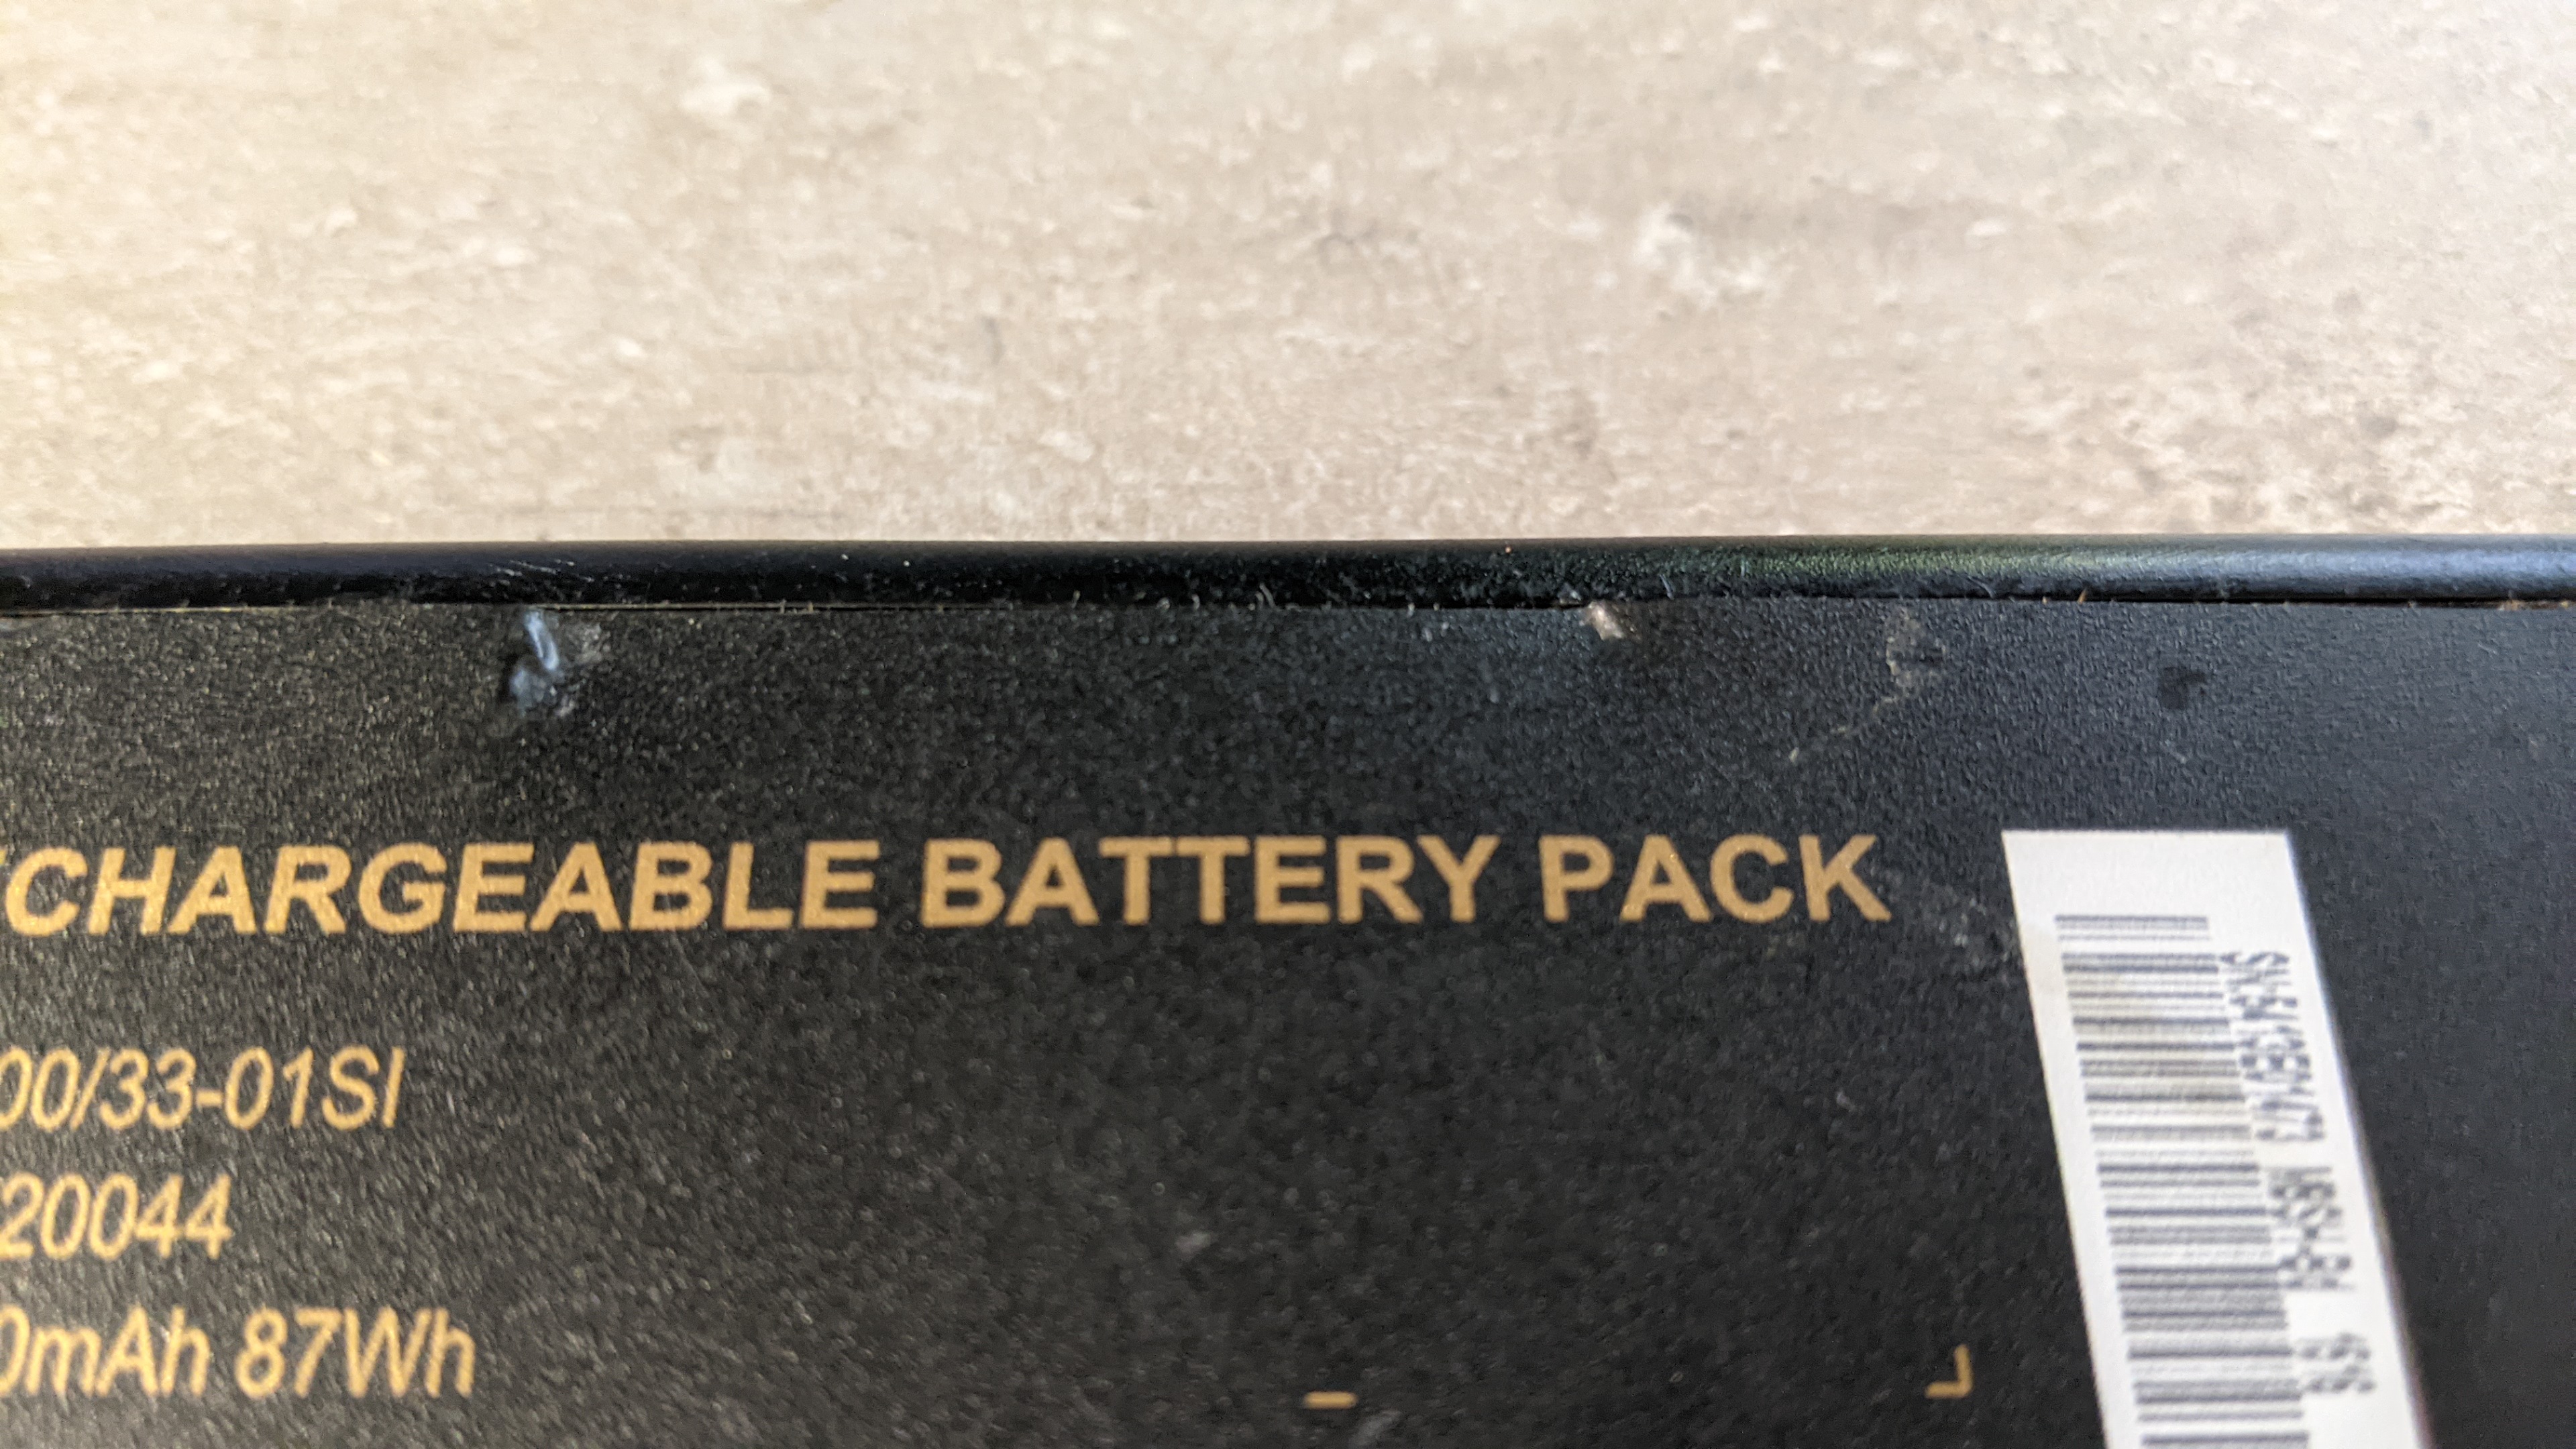 CHARGEABLE BATTERY PACK
00/33-01SI
20044
0mAh 87Wh